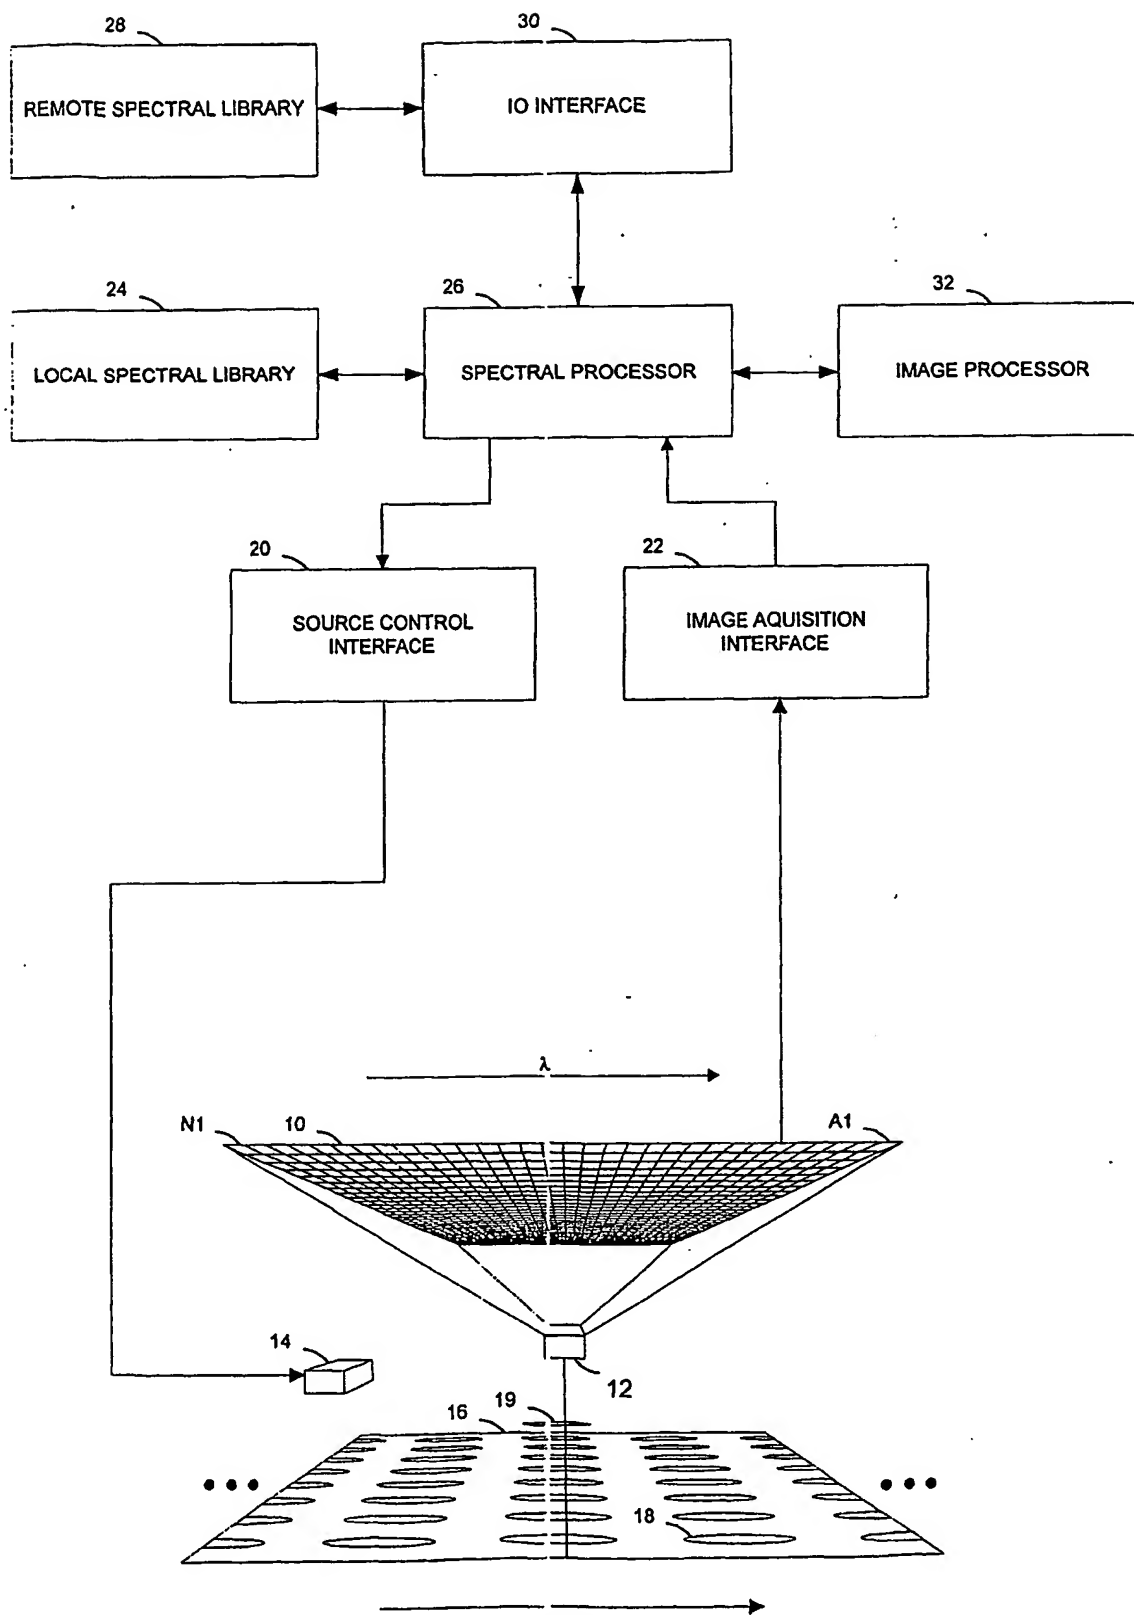 28
30
REMOTE SPECTRAL LIBRARY
IO INTERFACE
24
26
32
LOCAL SPECTRAL LIBRARY
SPECTRAL PROCESSOR
IMAGE PROCESSOR
20
22
SOURCE CONTROL
INTERFACE
IMAGE AQUISITION
INTERFACE
λ
N1
10
A1
14
12
19
16
18